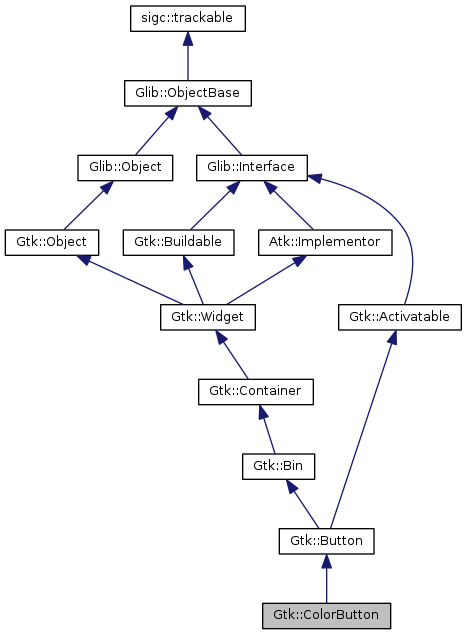 sigc::trackable
Glib::ObjectBase
Glib::Object
Glib::Interface
Gtk::Object
Gtk::Buildable
Atk::Implementor
Gtk::Widget
Gtk::Activatable
Gtk::Container
Gtk::Bin
Gtk::Button
Gtk::ColorButton